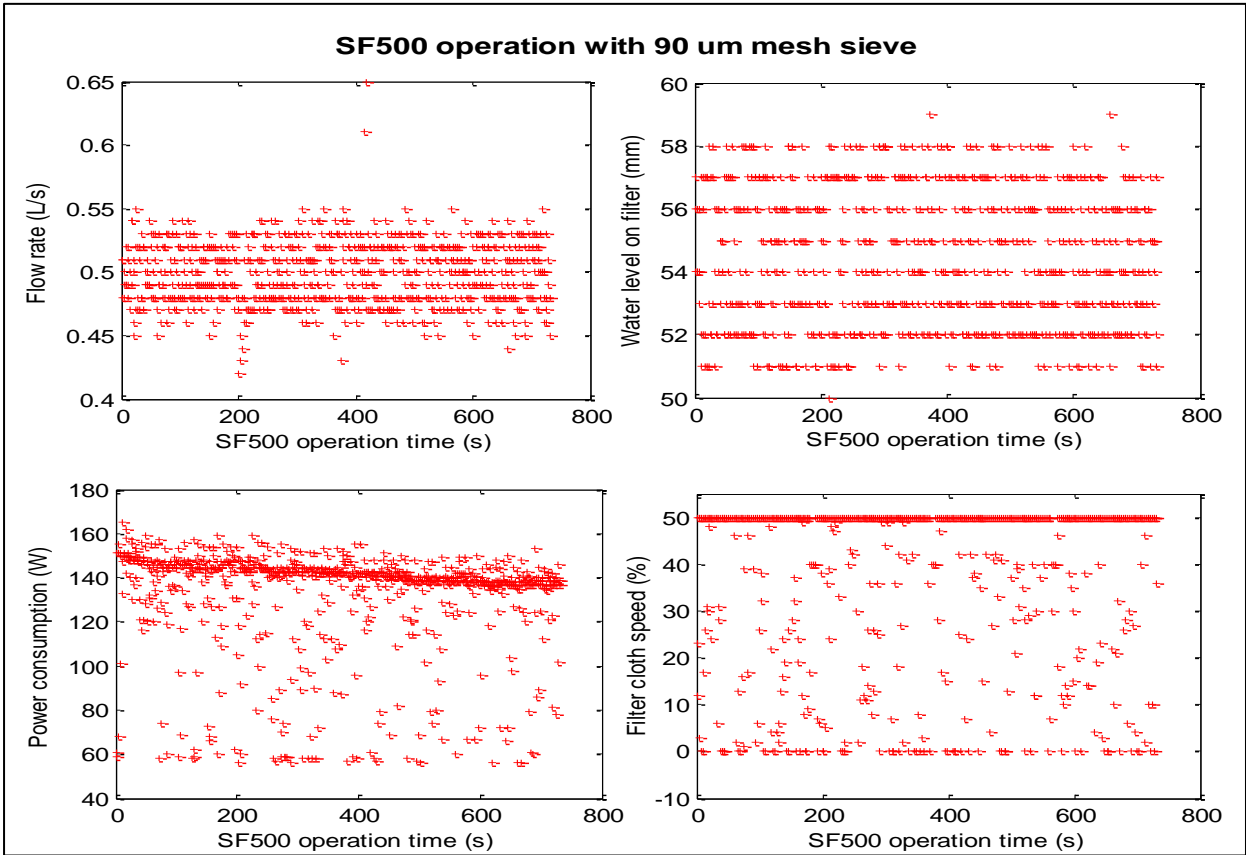 SF500 operation with 90 um mesh sieve
0.65
0.6
0.55
0.5
0.45
0.4
Flow rate (L/s)
0 200 400 600 800
SF500 operation time (s)
60
58
56
54
52
50
Water level on filter (mm)
0 200 400 600 800
SF500 operation time (s)
180
160
140
120
100
80
60
40
Power consumption (W)
0 200 400 600 800
SF500 operation time (s)
50
40
30
20
10
0
-10
Filter cloth speed (%)
0 200 400 600 800
SF500 operation time (s)